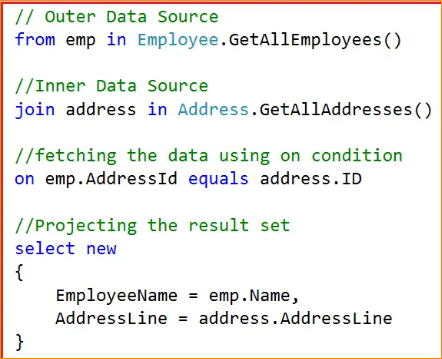 // Outer Data Source
from emp in Employee.GetAllEmployees()
//Inner Data Source
join address in Address.GetAllAddresses()
//fetching the data using on condition
on emp.AddressId equals address.ID
//Projecting the result set
select new
{
EmployeeName = emp.Name,
AddressLine = address.AddressLine
}